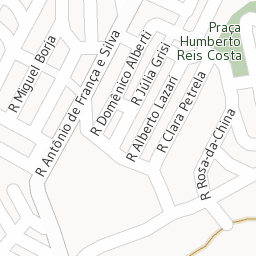 Praça
Humberto
Reis Costa
R Miguel Borja
R Antônio de França e Silva
R Domênico Alberti
R Júlia Grisi
R Alberto Lazari
R Clara Petrela
R Rosa-da-China